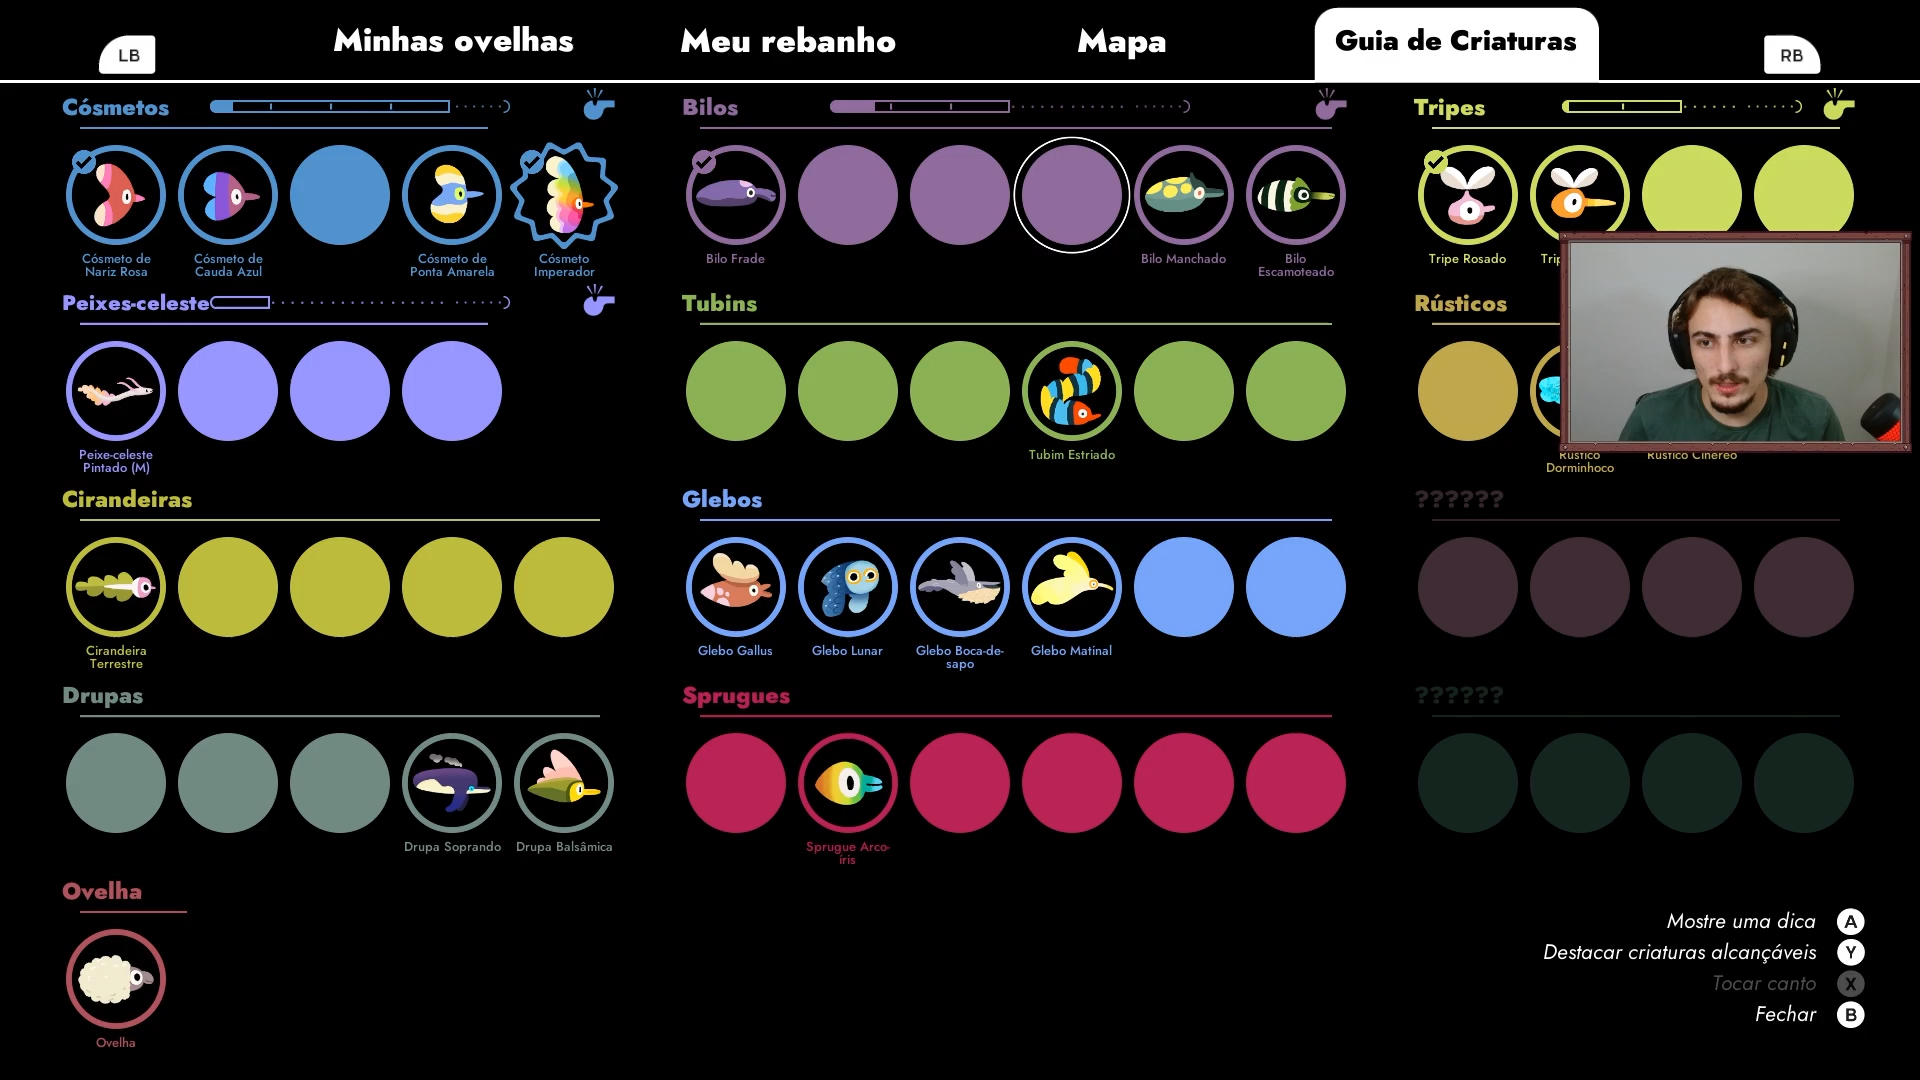 LB
Minhas ovelhas
Meu rebanho
Mapa
Guia de Criaturas
RB
Cósmetos
Bilos
Tripes
Cósmeto de
Nariz Rosa
Cósmeto de
Cauda Azul
Cósmeto de
Ponta Amarela
Cósmeto
Imperador
Bilo Frade
Bilo Manchado
Bilo
Escamoteado
Tripe Rosado
Peixes-celeste
Tubins
Rústicos
Peixe-celeste
Pintado (M)
Tubim Estriado
Rústico
Dorminhoco
Rústico Cinéreo
Cirandeiras
Glebos
??????
Cirandeira
Terrestre
Glebo Gallus
Glebo Lunar
Glebo Boca-de-
sapo
Glebo Matinal
Drupas
Sprugues
??????
Drupa Soprando
Drupa Balsâmica
Sprugue Arco-
íris
Ovelha
Ovelha
Mostre uma dica A
Destacar criaturas alcançáveis Y
Tocar canto X
Fechar B